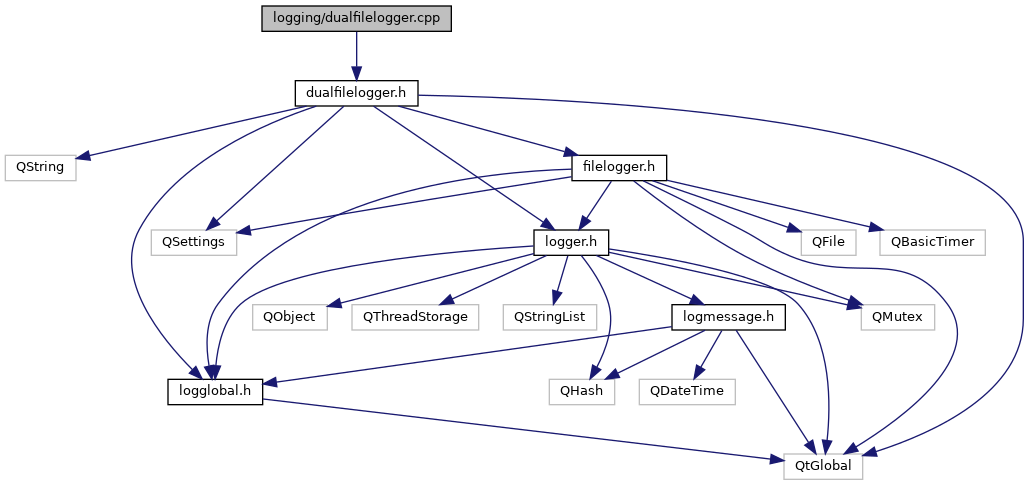 logging/dualfilelogger.cpp
dualfilelogger.h
QString
filelogger.h
QSettings
logger.h
QFile
QBasicTimer
QObject
QThreadStorage
QStringList
logmessage.h
QMutex
logglobal.h
QHash
QDateTime
QtGlobal